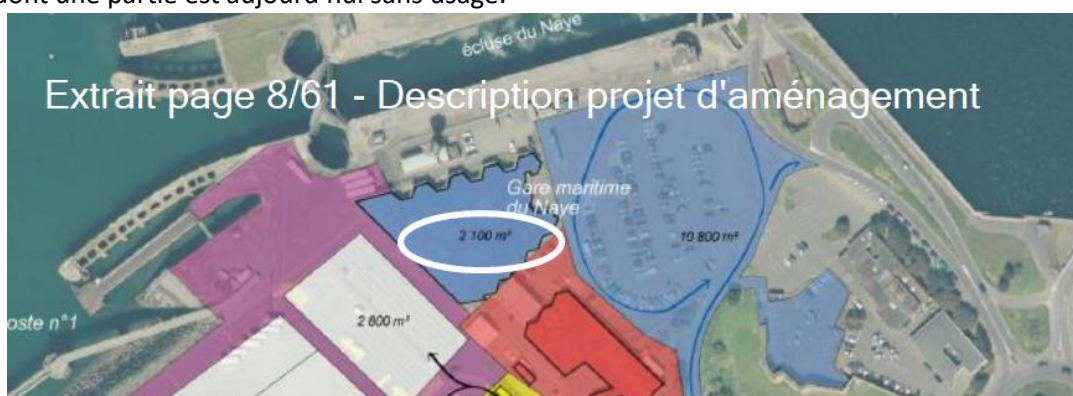 dont une partie est aujourd'hui sans usage.
écluse du Naye
Extrait page 8/61 - Description projet d'aménagement
Gare maritime
du Naye
2 100 m²
10 800 m²
oste n°1
2 800 m²